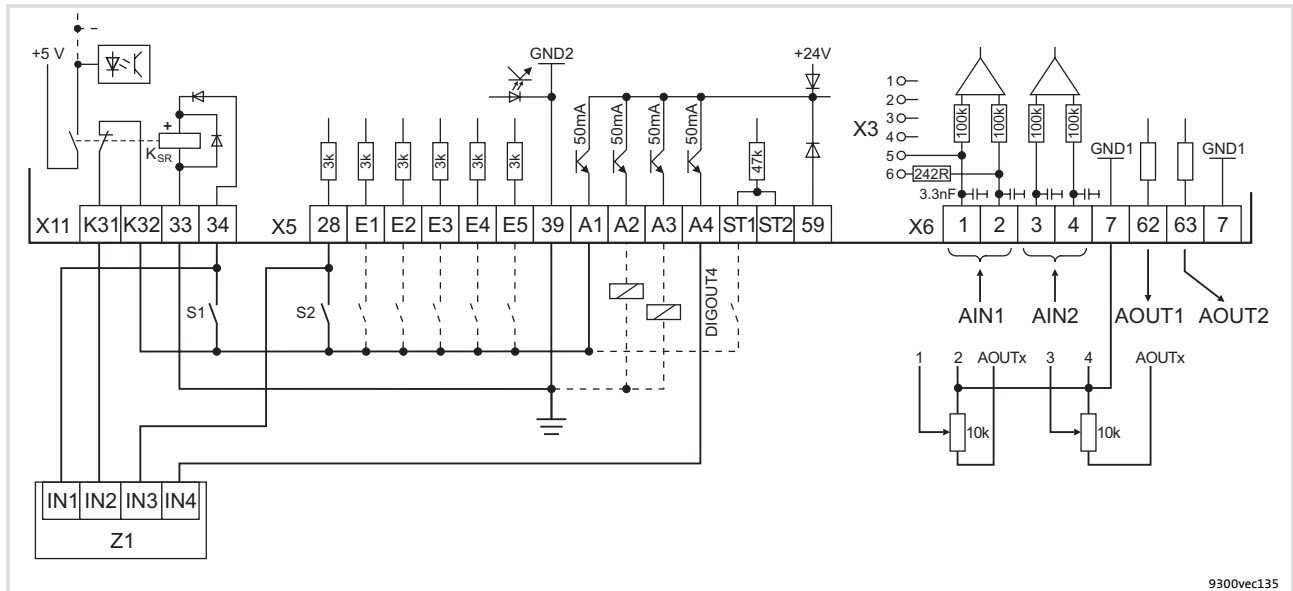 +5 V
+
K_SR
GND2
+24V
50mA
50mA
50mA
50mA
3k
3k
3k
3k
3k
3k
47k
1
2
3
4
5
6
X3
242R
100k
100k
100k
100k
3.3nF
GND1
GND1
X11 K31 K32 33 34
X5 28 E1 E2 E3 E4 E5 39 A1 A2 A3 A4 ST1 ST2 59
X6 1 2 3 4 7 62 63 7
S1
S2
DIGOUT4
AIN1 AIN2 AOUT1 AOUT2
1 2 AOUTx 3 4 AOUTx
10k
10k
IN1 IN2 IN3 IN4
Z1
9300vec135